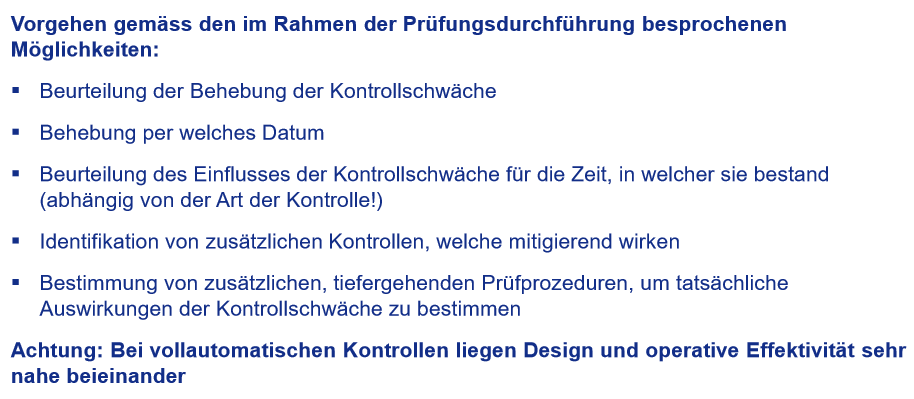 Vorgehen gemäss den im Rahmen der Prüfungsdurchführung besprochenen
Möglichkeiten:
▪ Beurteilung der Behebung der Kontrollschwäche
▪ Behebung per welches Datum
▪ Beurteilung des Einflusses der Kontrollschwäche für die Zeit, in welcher sie bestand
(abhängig von der Art der Kontrolle!)
▪ Identifikation von zusätzlichen Kontrollen, welche mitigierend wirken
▪ Bestimmung von zusätzlichen, tiefergehenden Prüfprozeduren, um tatsächliche
Auswirkungen der Kontrollschwäche zu bestimmen
Achtung: Bei vollautomatischen Kontrollen liegen Design und operative Effektivität sehr
nahe beieinander